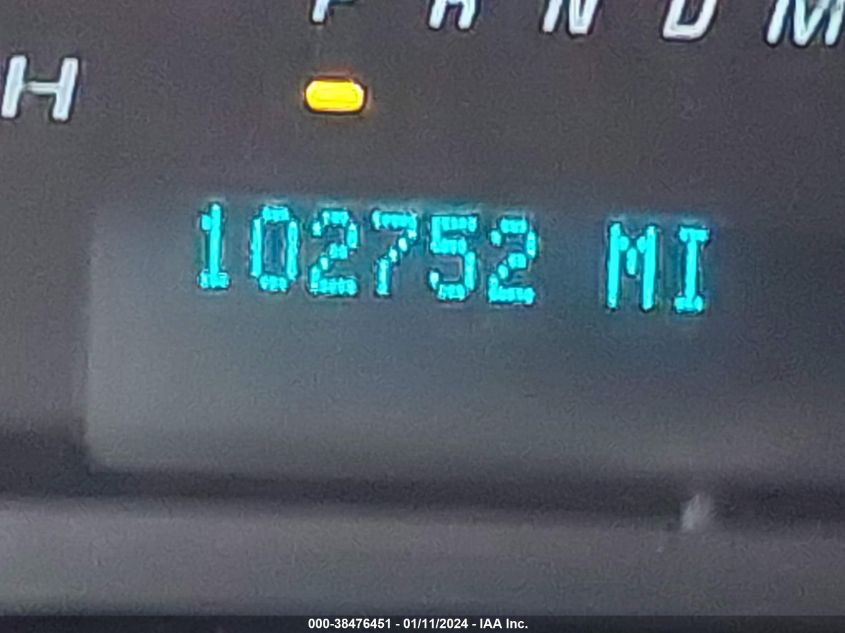 P R N D M
H
102752 MI
000-38476451 - 01/11/2024 - IAA Inc.